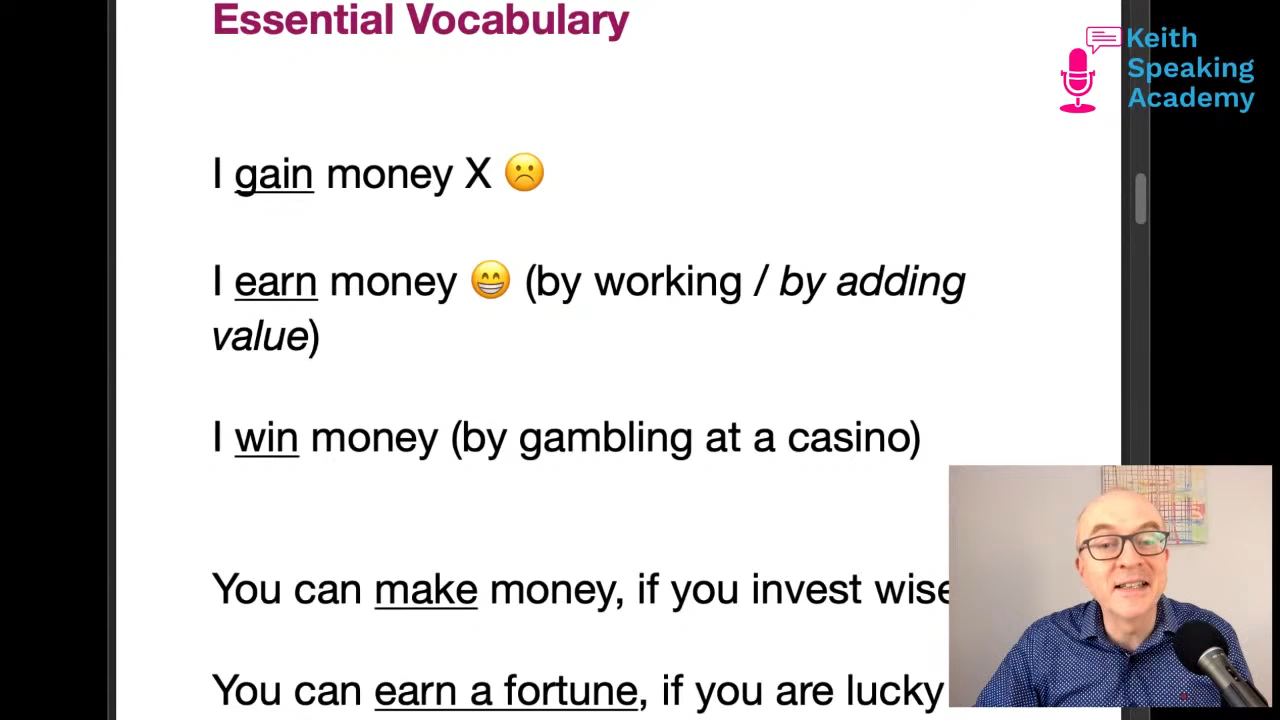 Essential Vocabulary
Keith
Speaking
Academy
I gain money X ☹️
I earn money 😁 (by working / by adding
value)
I win money (by gambling at a casino)
You can make money, if you invest wise
You can earn a fortune, if you are lucky